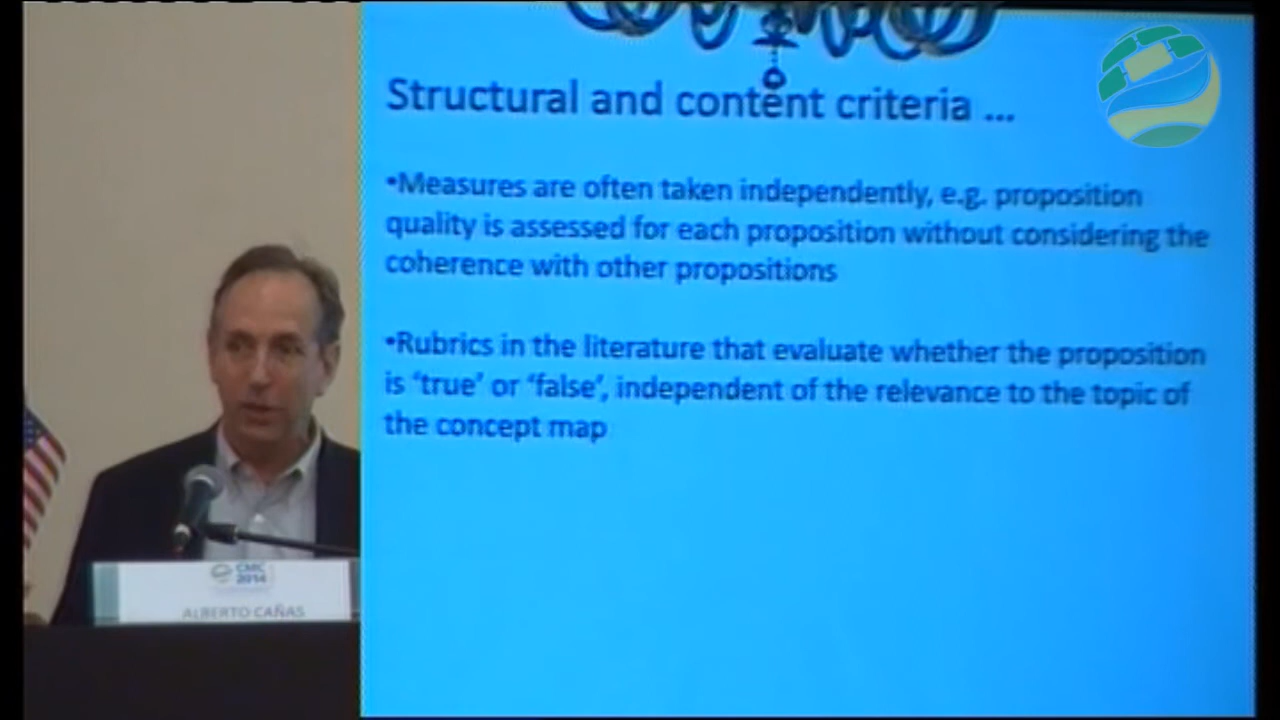 Structural and content criteria ...
•Measures are often taken independently, e.g. proposition
quality is assessed for each proposition without considering the
coherence with other propositions
•Rubrics in the literature that evaluate whether the proposition
is ‘true’ or ‘false’, independent of the relevance to the topic of
the concept map
CMC
2014
ALBERTO CAÑAS